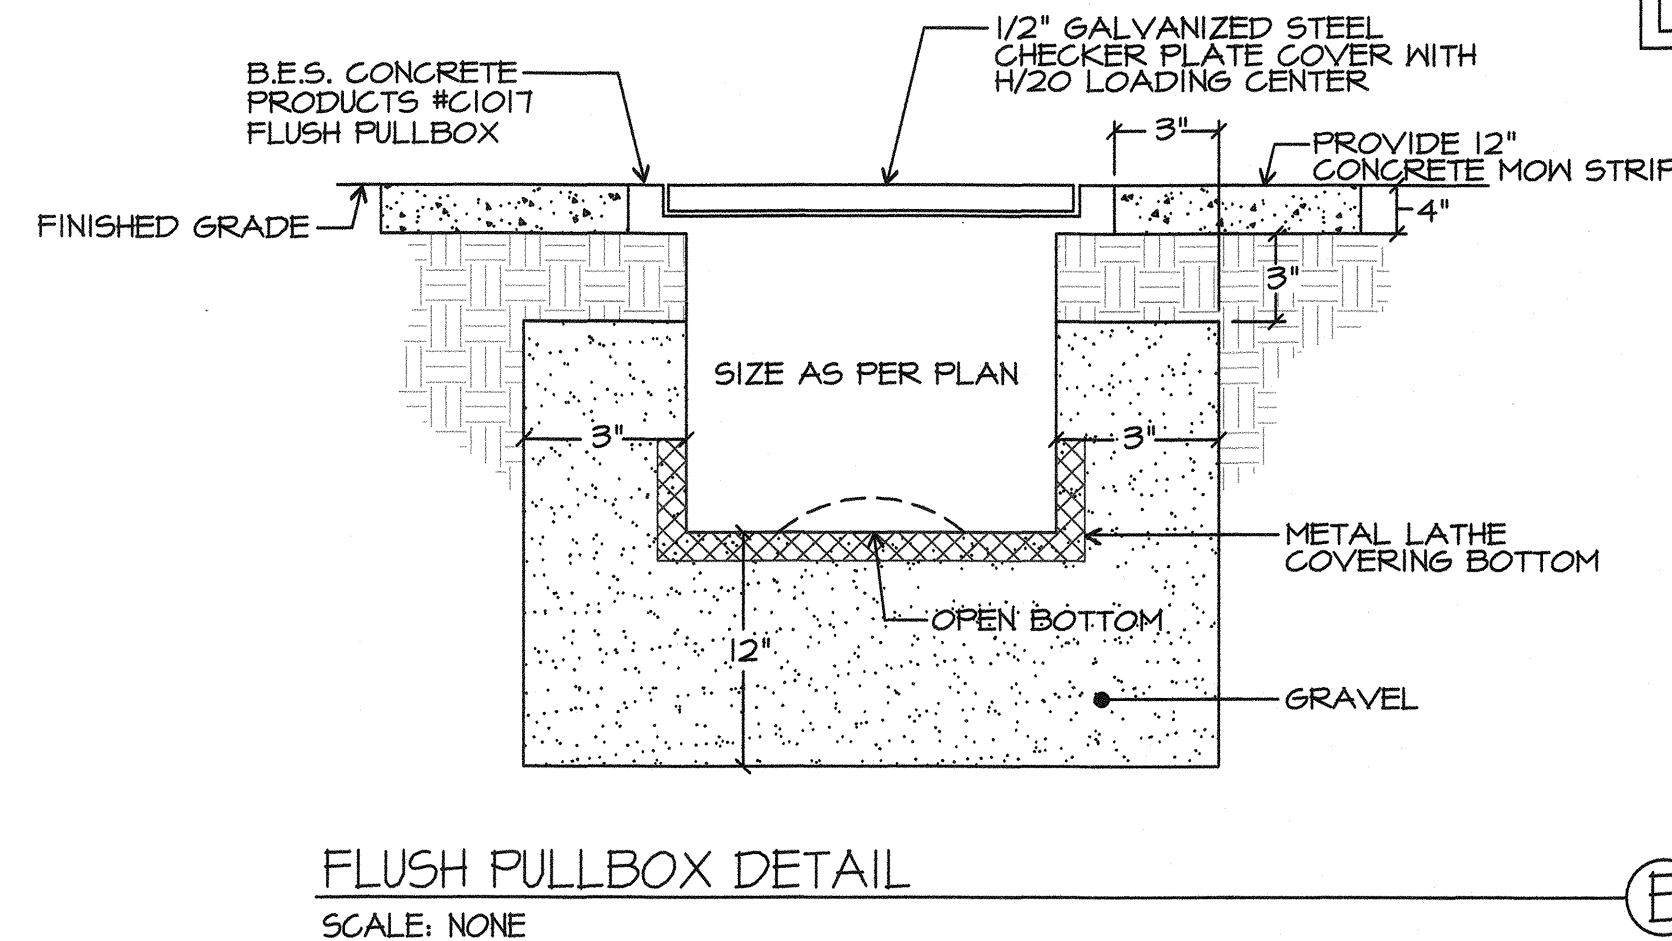 1/2" GALVANIZED STEEL
CHECKER PLATE COVER WITH
H/20 LOADING CENTER
B.E.S. CONCRETE
PRODUCTS #C1017
FLUSH PULLBOX
3"
PROVIDE 12"
CONCRETE MOW STRIP
4"
FINISHED GRADE
3"
SIZE AS PER PLAN
3"
3"
METAL LATHE
COVERING BOTTOM
OPEN BOTTOM
12"
GRAVEL
FLUSH PULLBOX DETAIL
SCALE: NONE